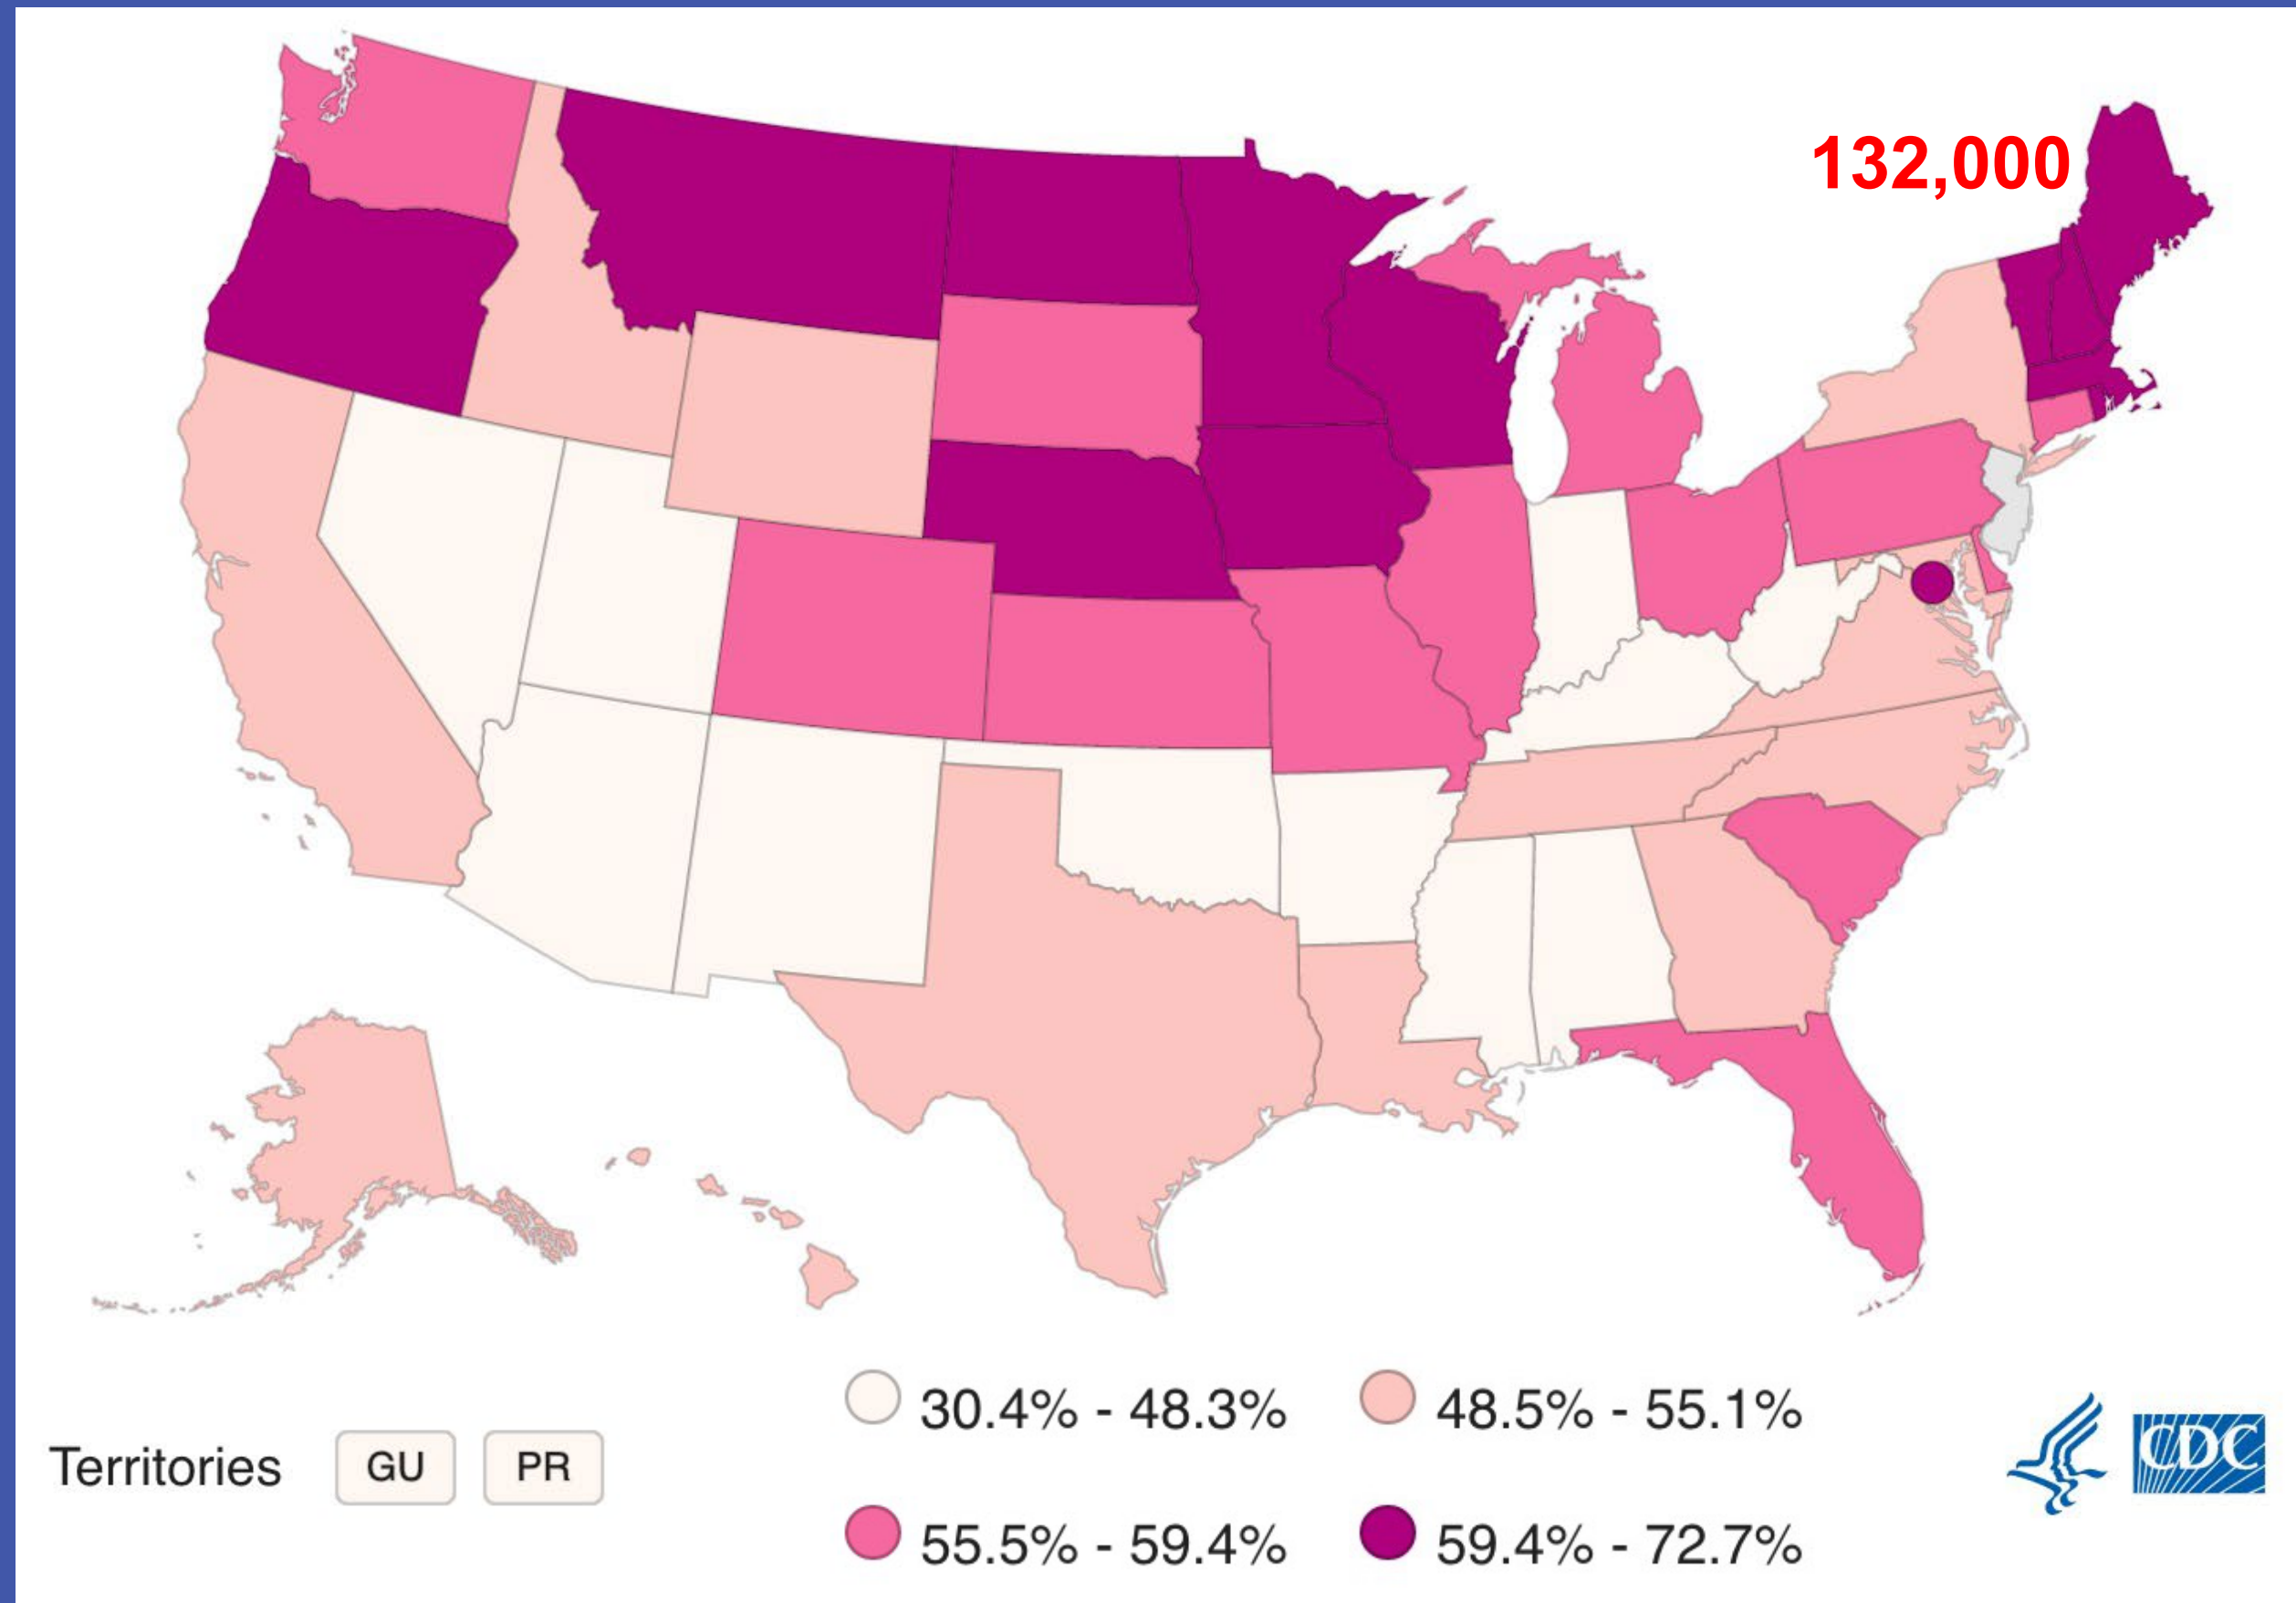 132,000
30.4% - 48.3%
48.5% - 55.1%
Territories
GU
PR
55.5% - 59.4%
59.4% - 72.7%
CDC